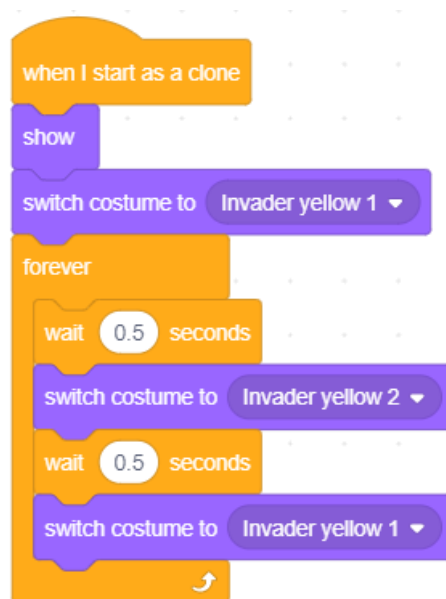 when I start as a clone
show
switch costume to Invader yellow 1
forever
wait 0.5 seconds
switch costume to Invader yellow 2
wait 0.5 seconds
switch costume to Invader yellow 1